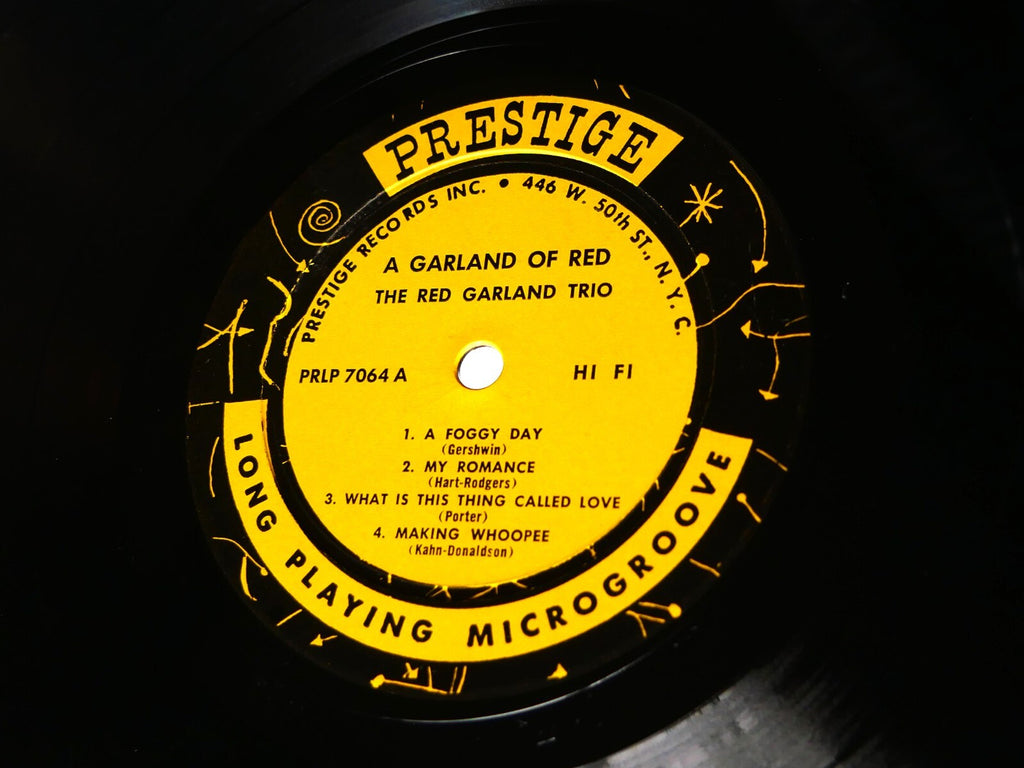 PRESTIGE
PRESTIGE RECORDS INC. • 446 W. 50th ST., N.Y.C.
A GARLAND OF RED
THE RED GARLAND TRIO
PRLP 7064 A
HI FI
1. A FOGGY DAY
(Gershwin)
2. MY ROMANCE
(Hart-Rodgers)
3. WHAT IS THIS THING CALLED LOVE
(Porter)
4. MAKING WHOOPEE
(Kahn-Donaldson)
LONG PLAYING MICROGROOVE